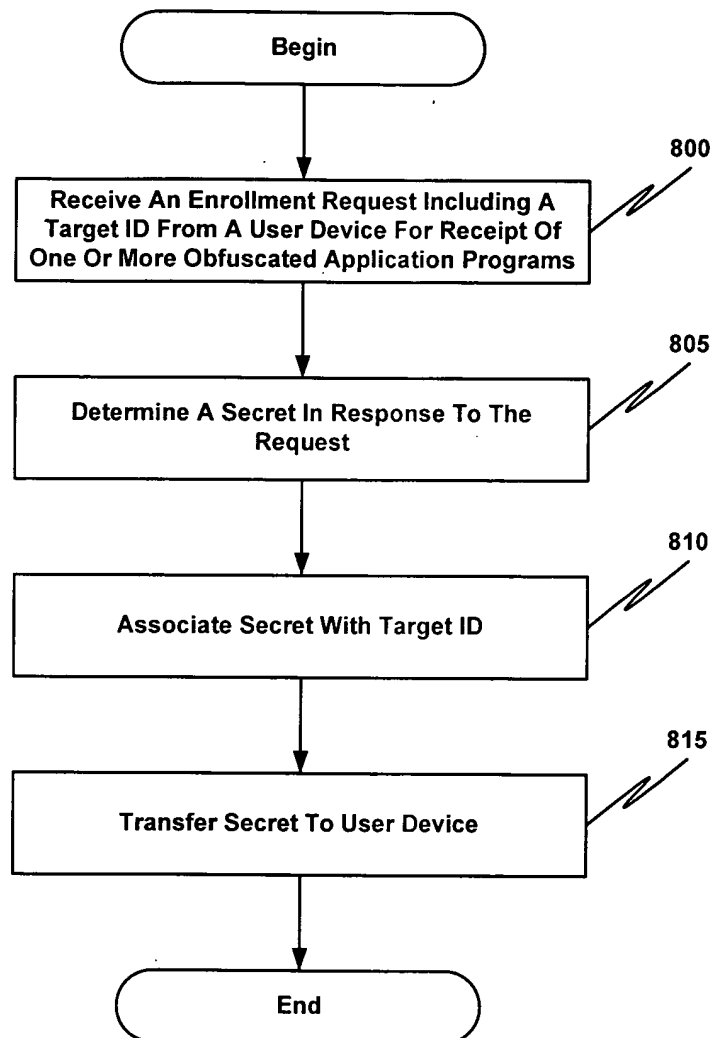 Begin
800
Receive An Enrollment Request Including A
Target ID From A User Device For Receipt Of
One Or More Obfuscated Application Programs
805
Determine A Secret In Response To The
Request
810
Associate Secret With Target ID
815
Transfer Secret To User Device
End